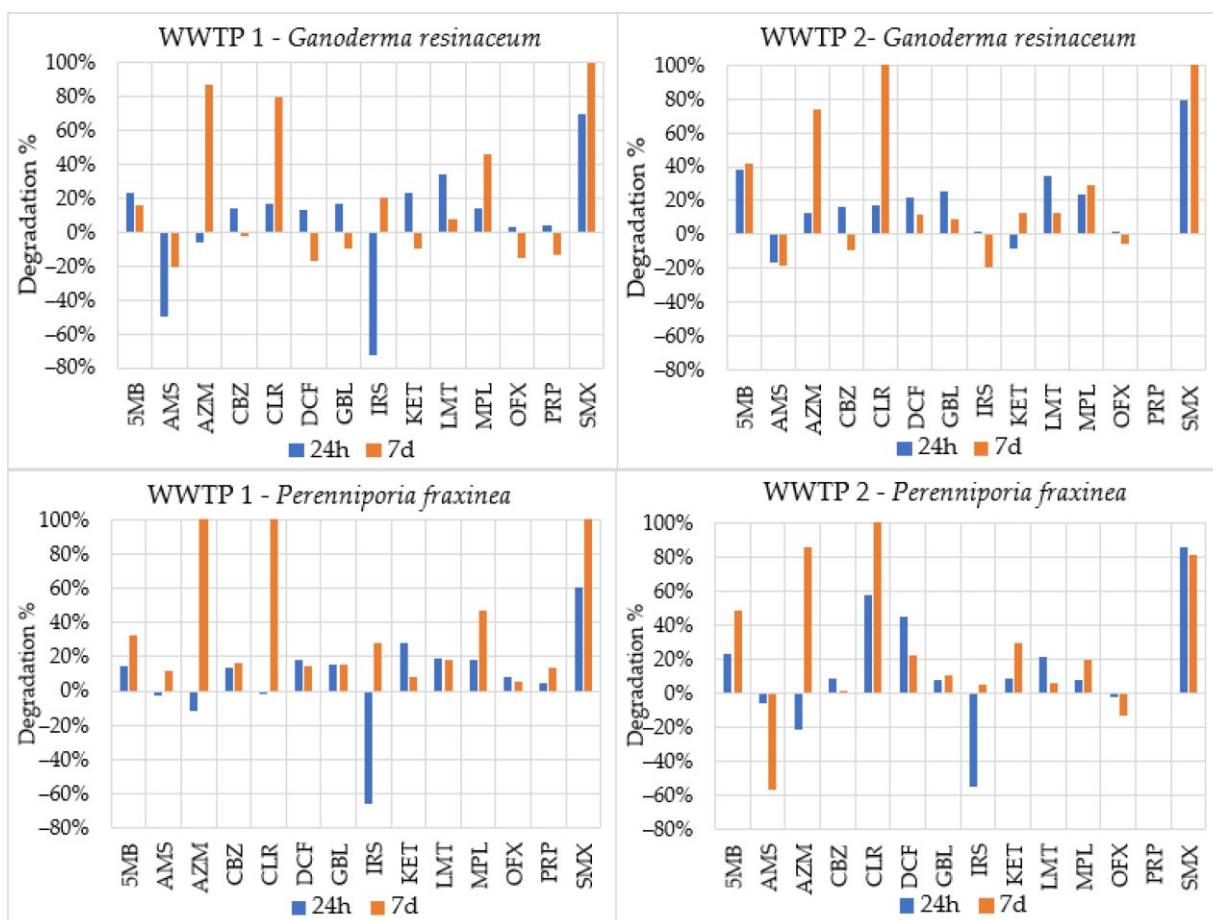 WWTP 1 - Ganoderma resinaceum
Degradation %
100%
80%
60%
40%
20%
0%
−20%
−40%
−60%
−80%
5MB
AMS
AZM
CBZ
CLR
DCF
GBL
IRS
KET
LMT
MPL
OFX
PRP
SMX
24h 7d
WWTP 2- Ganoderma resinaceum
Degradation %
100%
80%
60%
40%
20%
0%
−20%
−40%
−60%
−80%
5MB
AMS
AZM
CBZ
CLR
DCF
GBL
IRS
KET
LMT
MPL
OFX
PRP
SMX
24h 7d
WWTP 1 - Perenniporia fraxinea
Degradation %
100%
80%
60%
40%
20%
0%
−20%
−40%
−60%
−80%
5MB
AMS
AZM
CBZ
CLR
DCF
GBL
IRS
KET
LMT
MPL
OFX
PRP
SMX
24h 7d
WWTP 2 - Perenniporia fraxinea
Degradation %
100%
80%
60%
40%
20%
0%
−20%
−40%
−60%
−80%
5MB
AMS
AZM
CBZ
CLR
DCF
GBL
IRS
KET
LMT
MPL
OFX
PRP
SMX
24h 7d